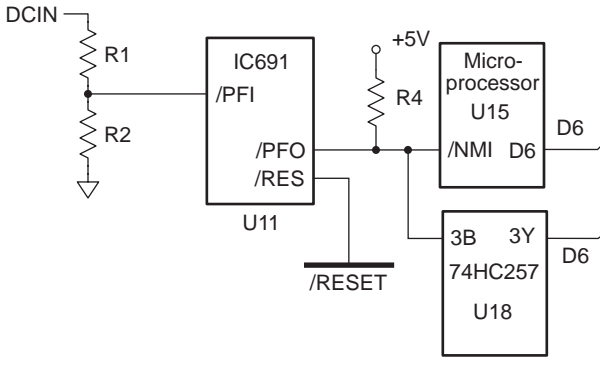 DCIN
R1
R2
IC691
/PFI
/PFO
/RES
U11
/RESET
+5V
R4
Micro-
processor
U15
/NMI D6
D6
3B 3Y
74HC257
U18
D6